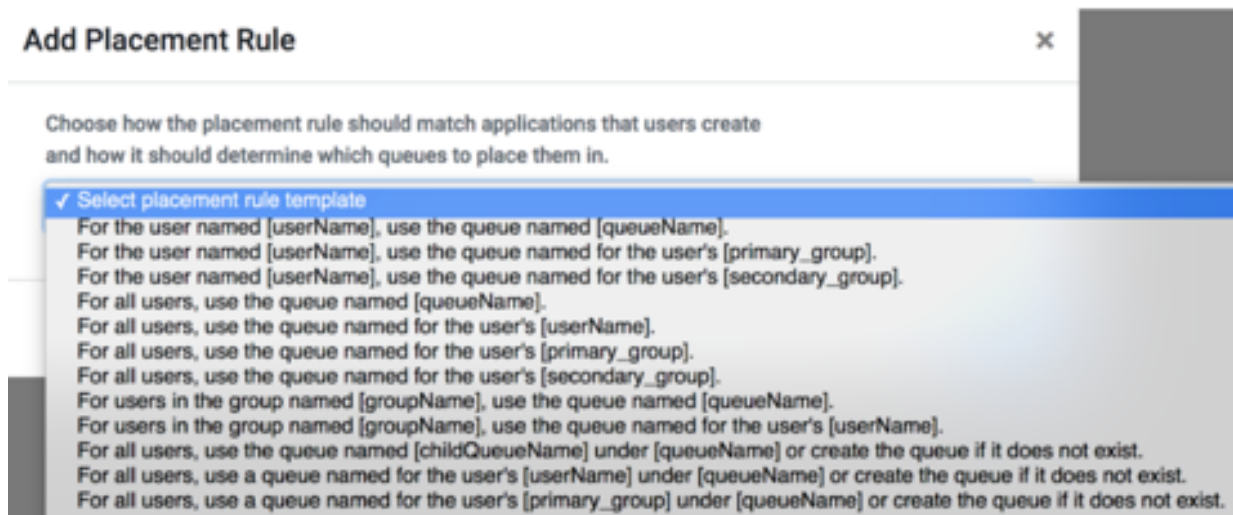 Add Placement Rule ×
Choose how the placement rule should match applications that users create
and how it should determine which queues to place them in.
✓ Select placement rule template
For the user named [userName], use the queue named [queueName].
For the user named [userName], use the queue named for the user's [primary_group].
For the user named [userName], use the queue named for the user's [secondary_group].
For all users, use the queue named [queueName].
For all users, use the queue named for the user's [userName].
For all users, use the queue named for the user's [primary_group].
For all users, use the queue named for the user's [secondary_group].
For users in the group named [groupName], use the queue named [queueName].
For users in the group named [groupName], use the queue named for the user's [userName].
For all users, use the queue named [childQueueName] under [queueName] or create the queue if it does not exist.
For all users, use a queue named for the user's [userName] under [queueName] or create the queue if it does not exist.
For all users, use a queue named for the user's [primary_group] under [queueName] or create the queue if it does not exist.